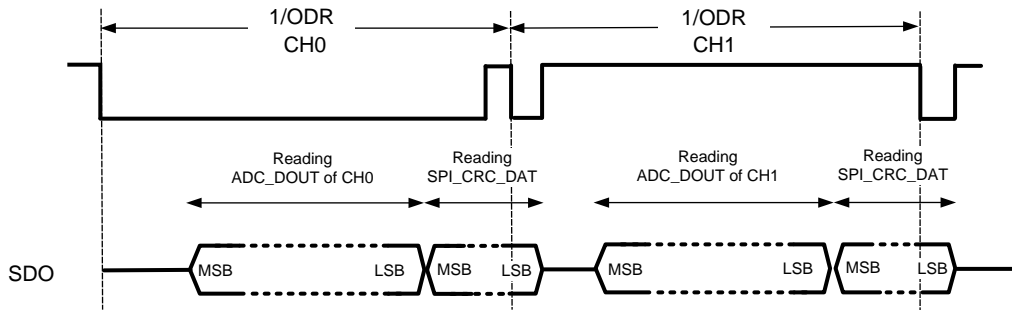 1/ODR
CH0
1/ODR
CH1
Reading
ADC_DOUT of CH0
Reading
SPI_CRC_DAT
Reading
ADC_DOUT of CH1
Reading
SPI_CRC_DAT
SDO
MSB
LSB
MSB
LSB
MSB
LSB
MSB
LSB